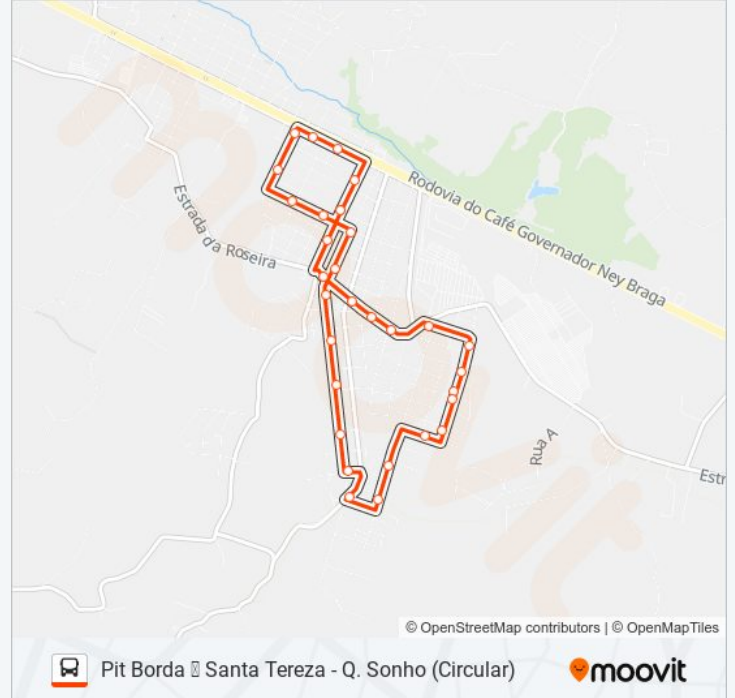 Rodovia do Café Governador Ney Braga
Estrada da Roseira
Rua A
Estr
moovit
© OpenStreetMap contributors | © OpenMapTiles
Pit Borda ▯ Santa Tereza - Q. Sonho (Circular)
moovit